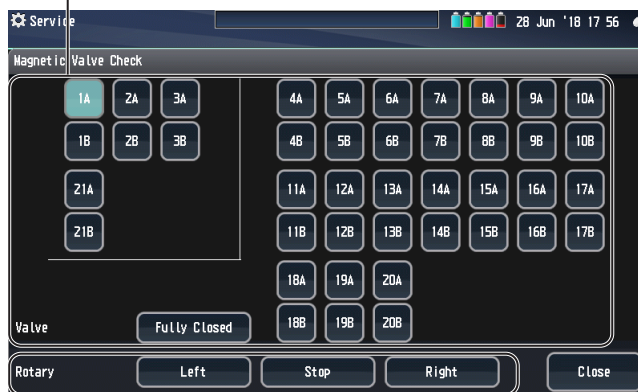 Service 28 Jun '18 17 56
Magnetic Valve Check
1A 2A 3A 4A 5A 6A 7A 8A 9A 10A
1B 2B 3B 4B 5B 6B 7B 8B 9B 10B
21A 11A 12A 13A 14A 15A 16A 17A
21B 11B 12B 13B 14B 15B 16B 17B
18A 19A 20A
Valve Fully Closed 18B 19B 20B
Rotary Left Stop Right Close